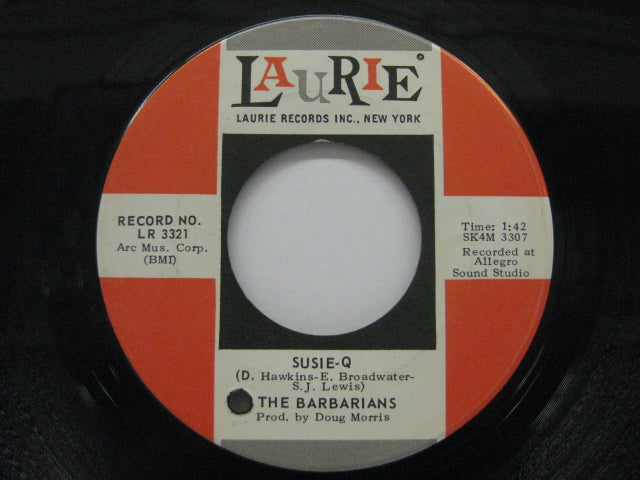 LAURIE
LAURIE RECORDS INC., NEW YORK
RECORD NO.
LR 3321
Arc Mus. Corp.
(BMI)
Time: 1:42
SK4M 3307
Recorded at
Allegro
Sound Studio
SUSIE-Q
(D. Hawkins-E. Broadwater-
S.J. Lewis)
THE BARBARIANS
Prod. by Doug Morris